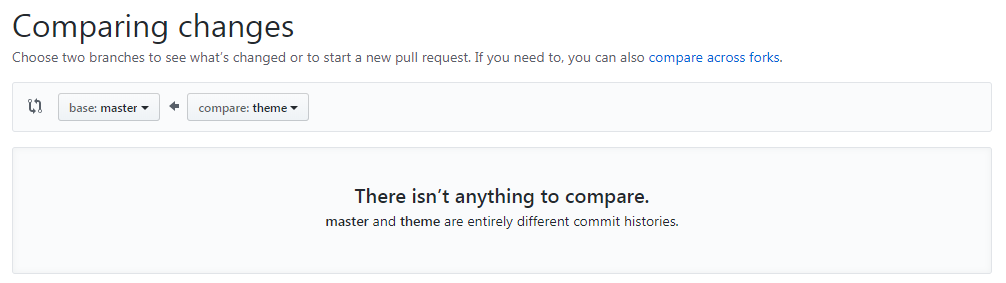 Comparing changes
Choose two branches to see what’s changed or to start a new pull request. If you need to, you can also compare across forks.
base: master compare: theme
There isn’t anything to compare.
master and theme are entirely different commit histories.